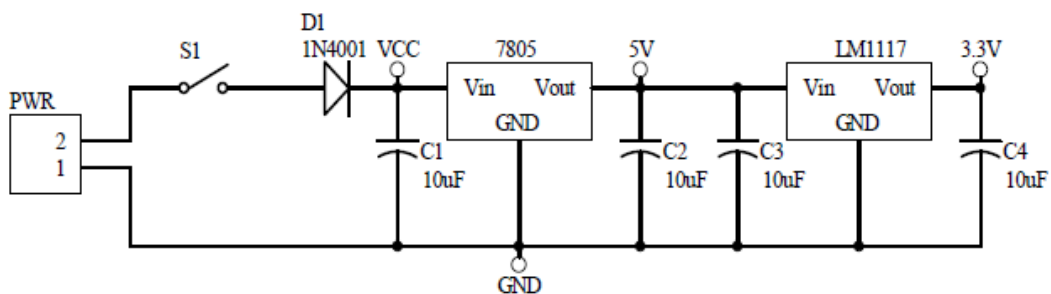 D1
S1
1N4001
VCC
7805
5V
LM1117
3.3V
PWR
Vin Vout
Vin Vout
2
GND
GND
1
C1
C2
C3
C4
10uF
10uF
10uF
10uF
GND